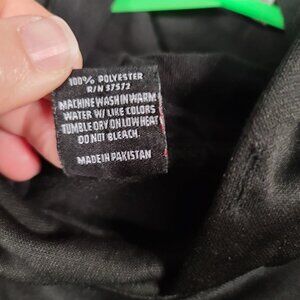 100% POLYESTER
R/N 37572
MACHINE WASH IN WARM
WATER W/ LIKE COLORS
TUMBLE DRY ON LOW HEAT
DO NOT BLEACH.
MADE IN PAKISTAN